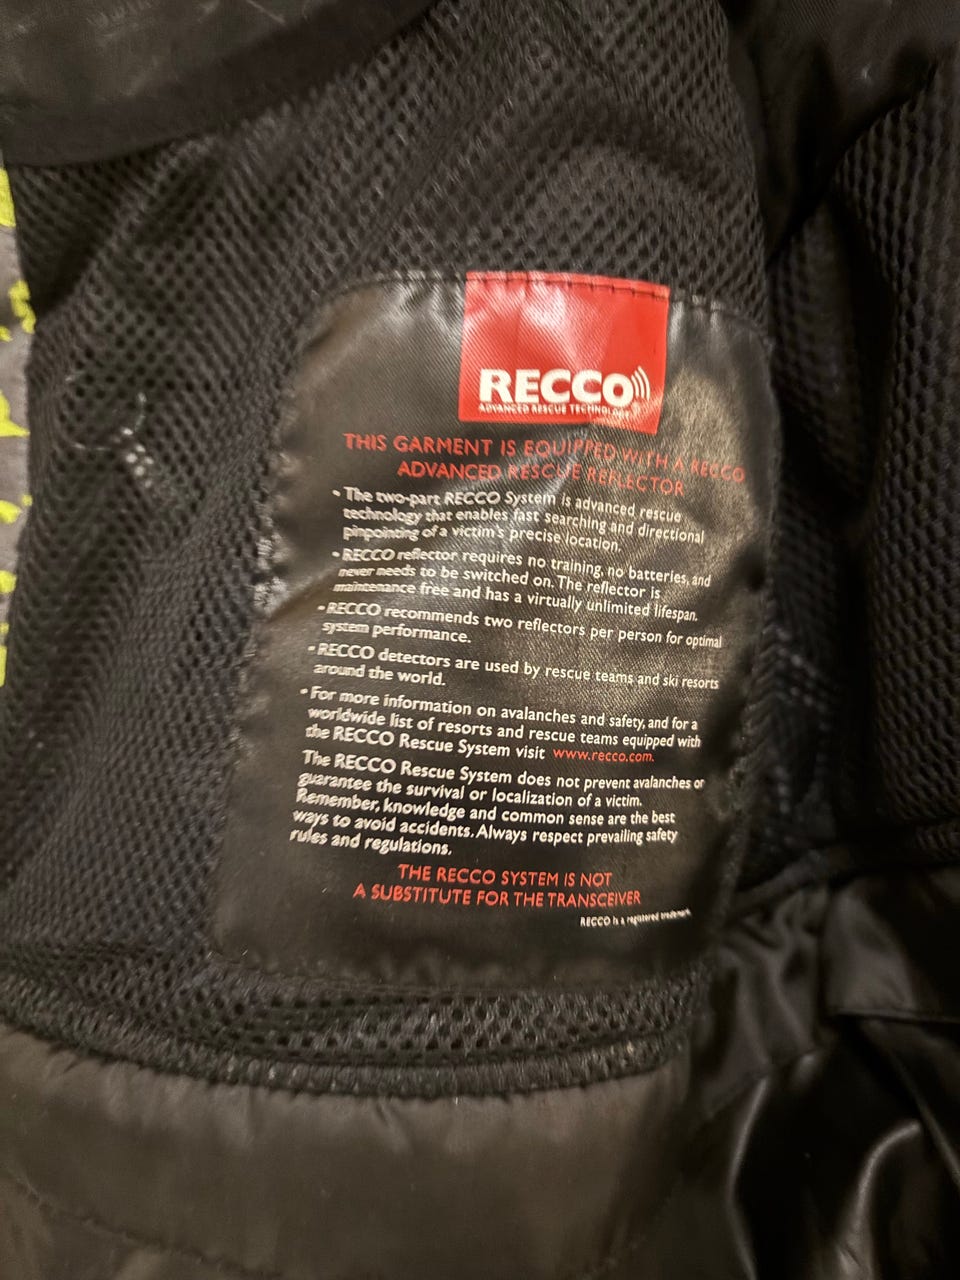 RECCO
ADVANCED RESCUE TECHNOLOGY
THIS GARMENT IS EQUIPPED WITH A RECCO
ADVANCED RESCUE REFLECTOR
• The two-part RECCO System is advanced rescue
technology that enables fast searching and directional
pinpointing of a victim's precise location.
• RECCO reflector requires no training, no batteries, and
never needs to be switched on. The reflector is
maintenance free and has a virtually unlimited lifespan.
• RECCO recommends two reflectors per person for optimal
system performance.
• RECCO detectors are used by rescue teams and ski resorts
around the world.
• For more information on avalanches and safety, and for a
worldwide list of resorts and rescue teams equipped with
the RECCO Rescue System visit www.recco.com.
The RECCO Rescue System does not prevent avalanches or
guarantee the survival or localization of a victim.
Remember, knowledge and common sense are the best
ways to avoid accidents. Always respect prevailing safety
rules and regulations.
THE RECCO SYSTEM IS NOT
A SUBSTITUTE FOR THE TRANSCEIVER
RECCO is a registered trademark